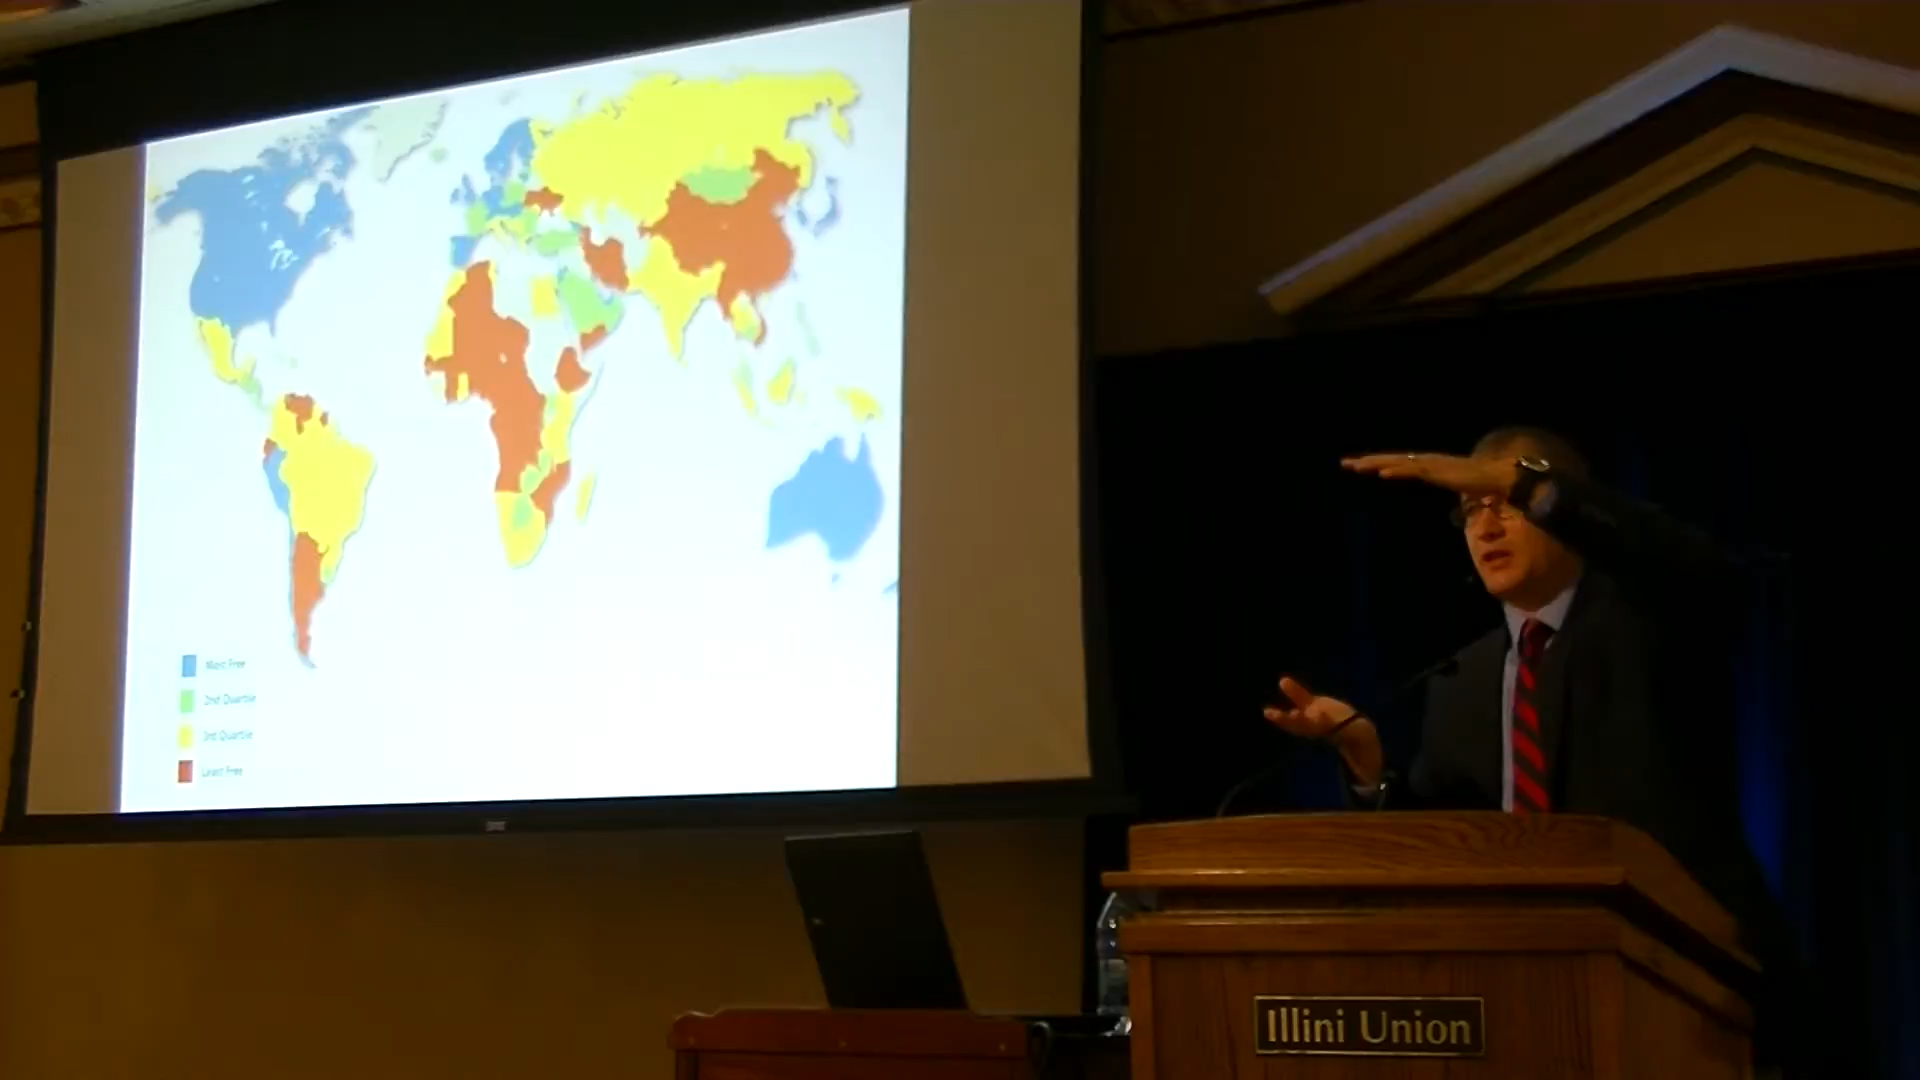 Most Free
2nd Quartile
3rd Quartile
Least Free
Illini Union